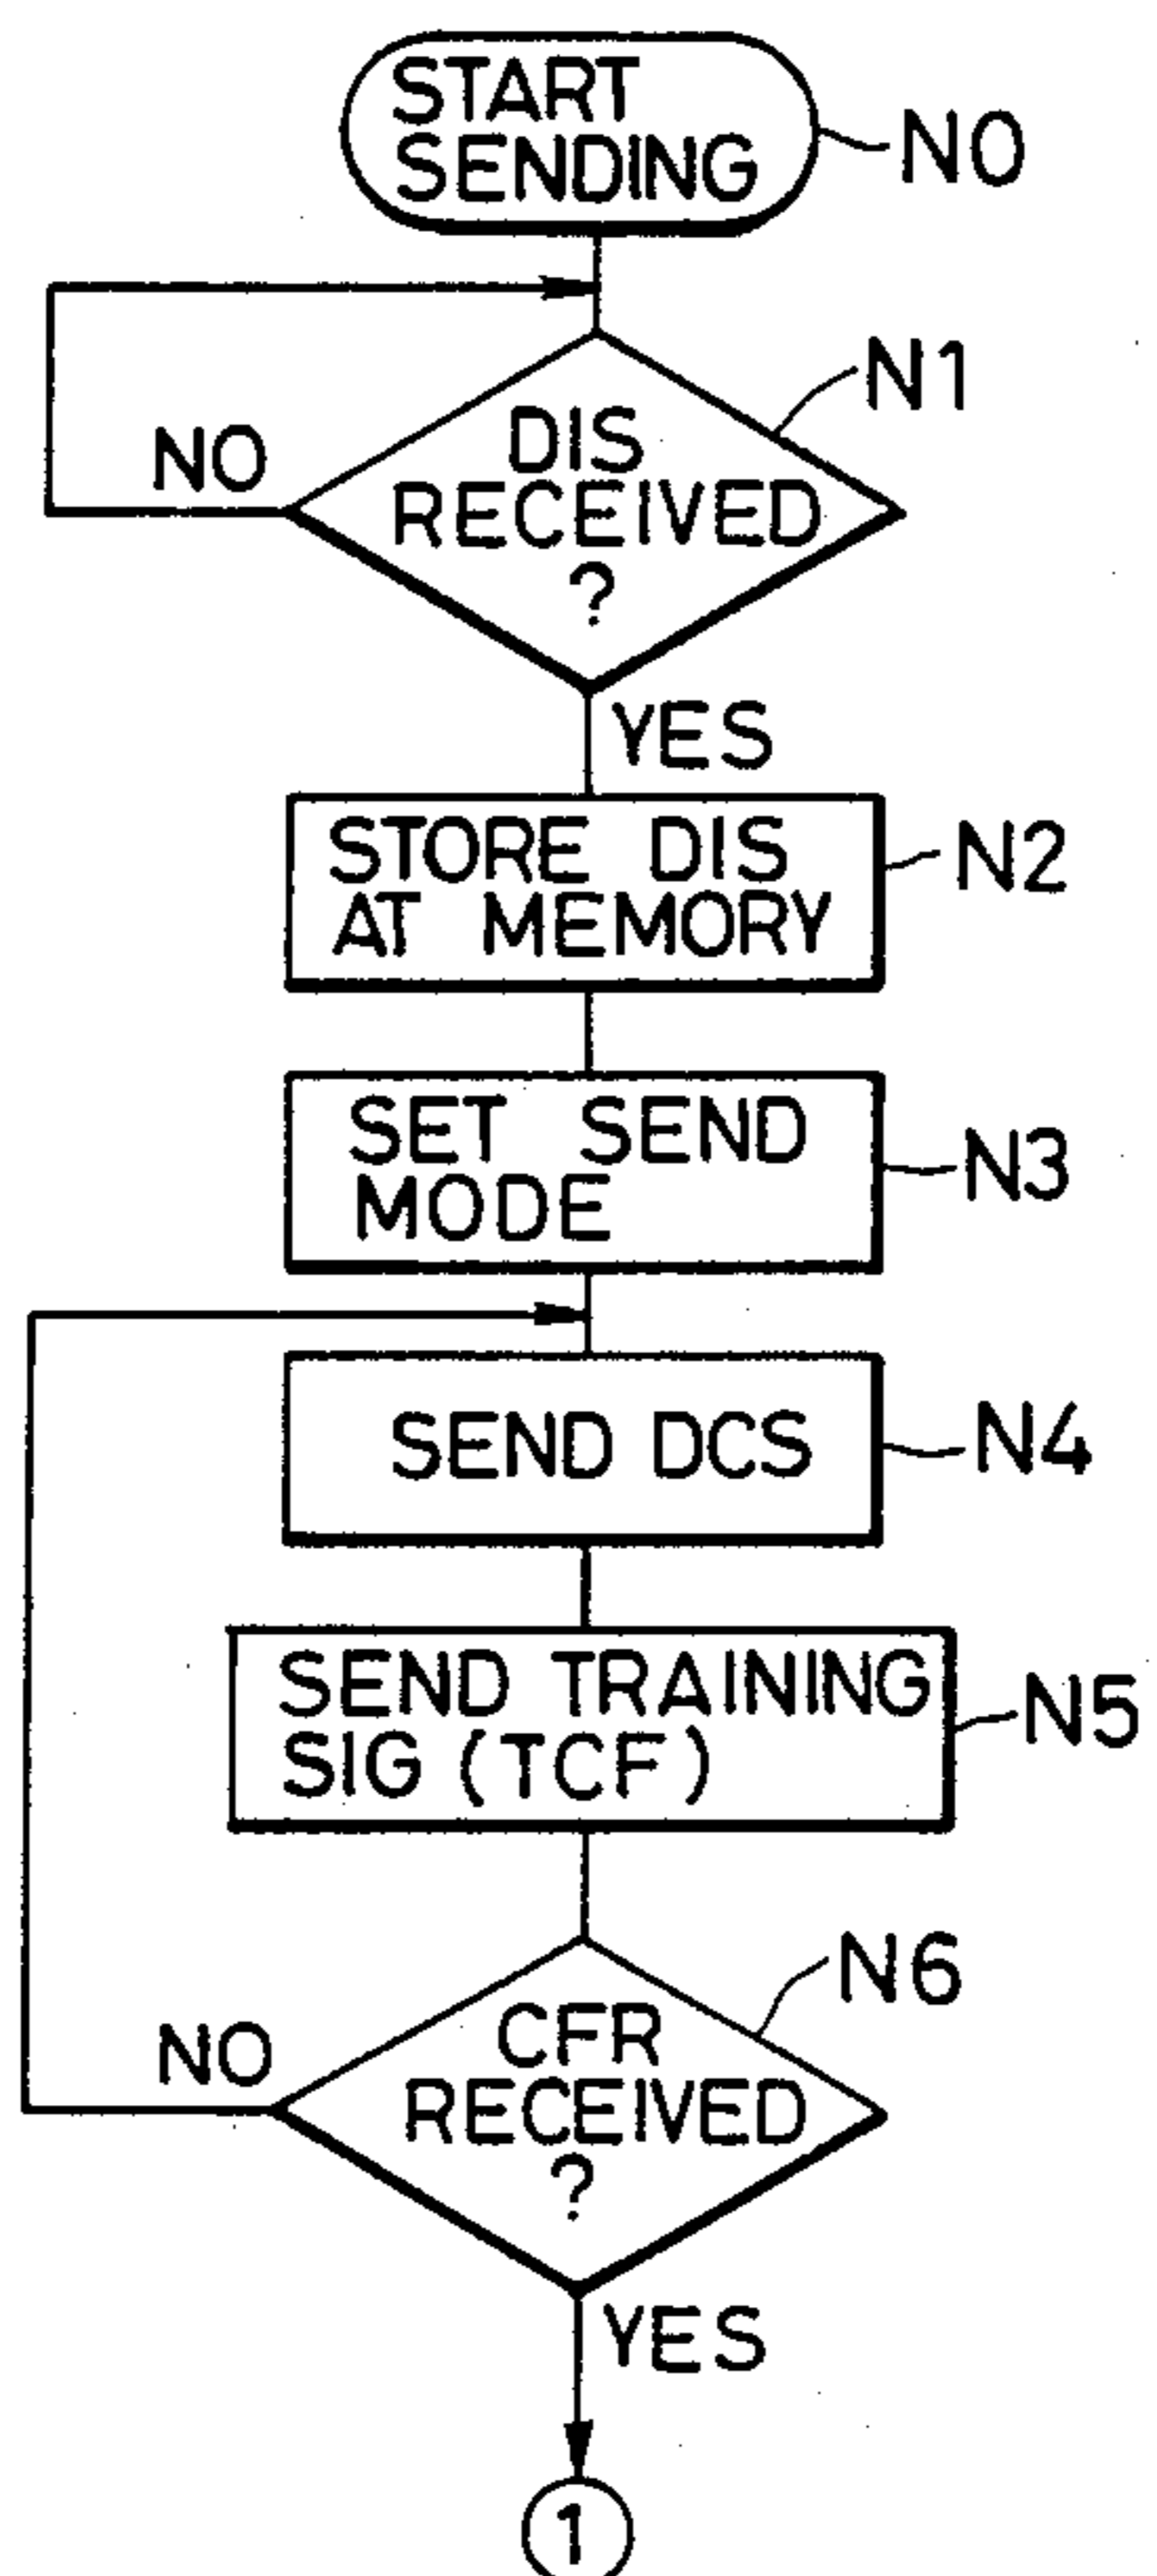 START
SENDING
N0
N1
DIS
RECEIVED
?
NO
YES
STORE DIS
AT MEMORY
N2
SET SEND
MODE
N3
SEND DCS
N4
SEND TRAINING
SIG (TCF)
N5
N6
CFR
RECEIVED
?
NO
YES
1